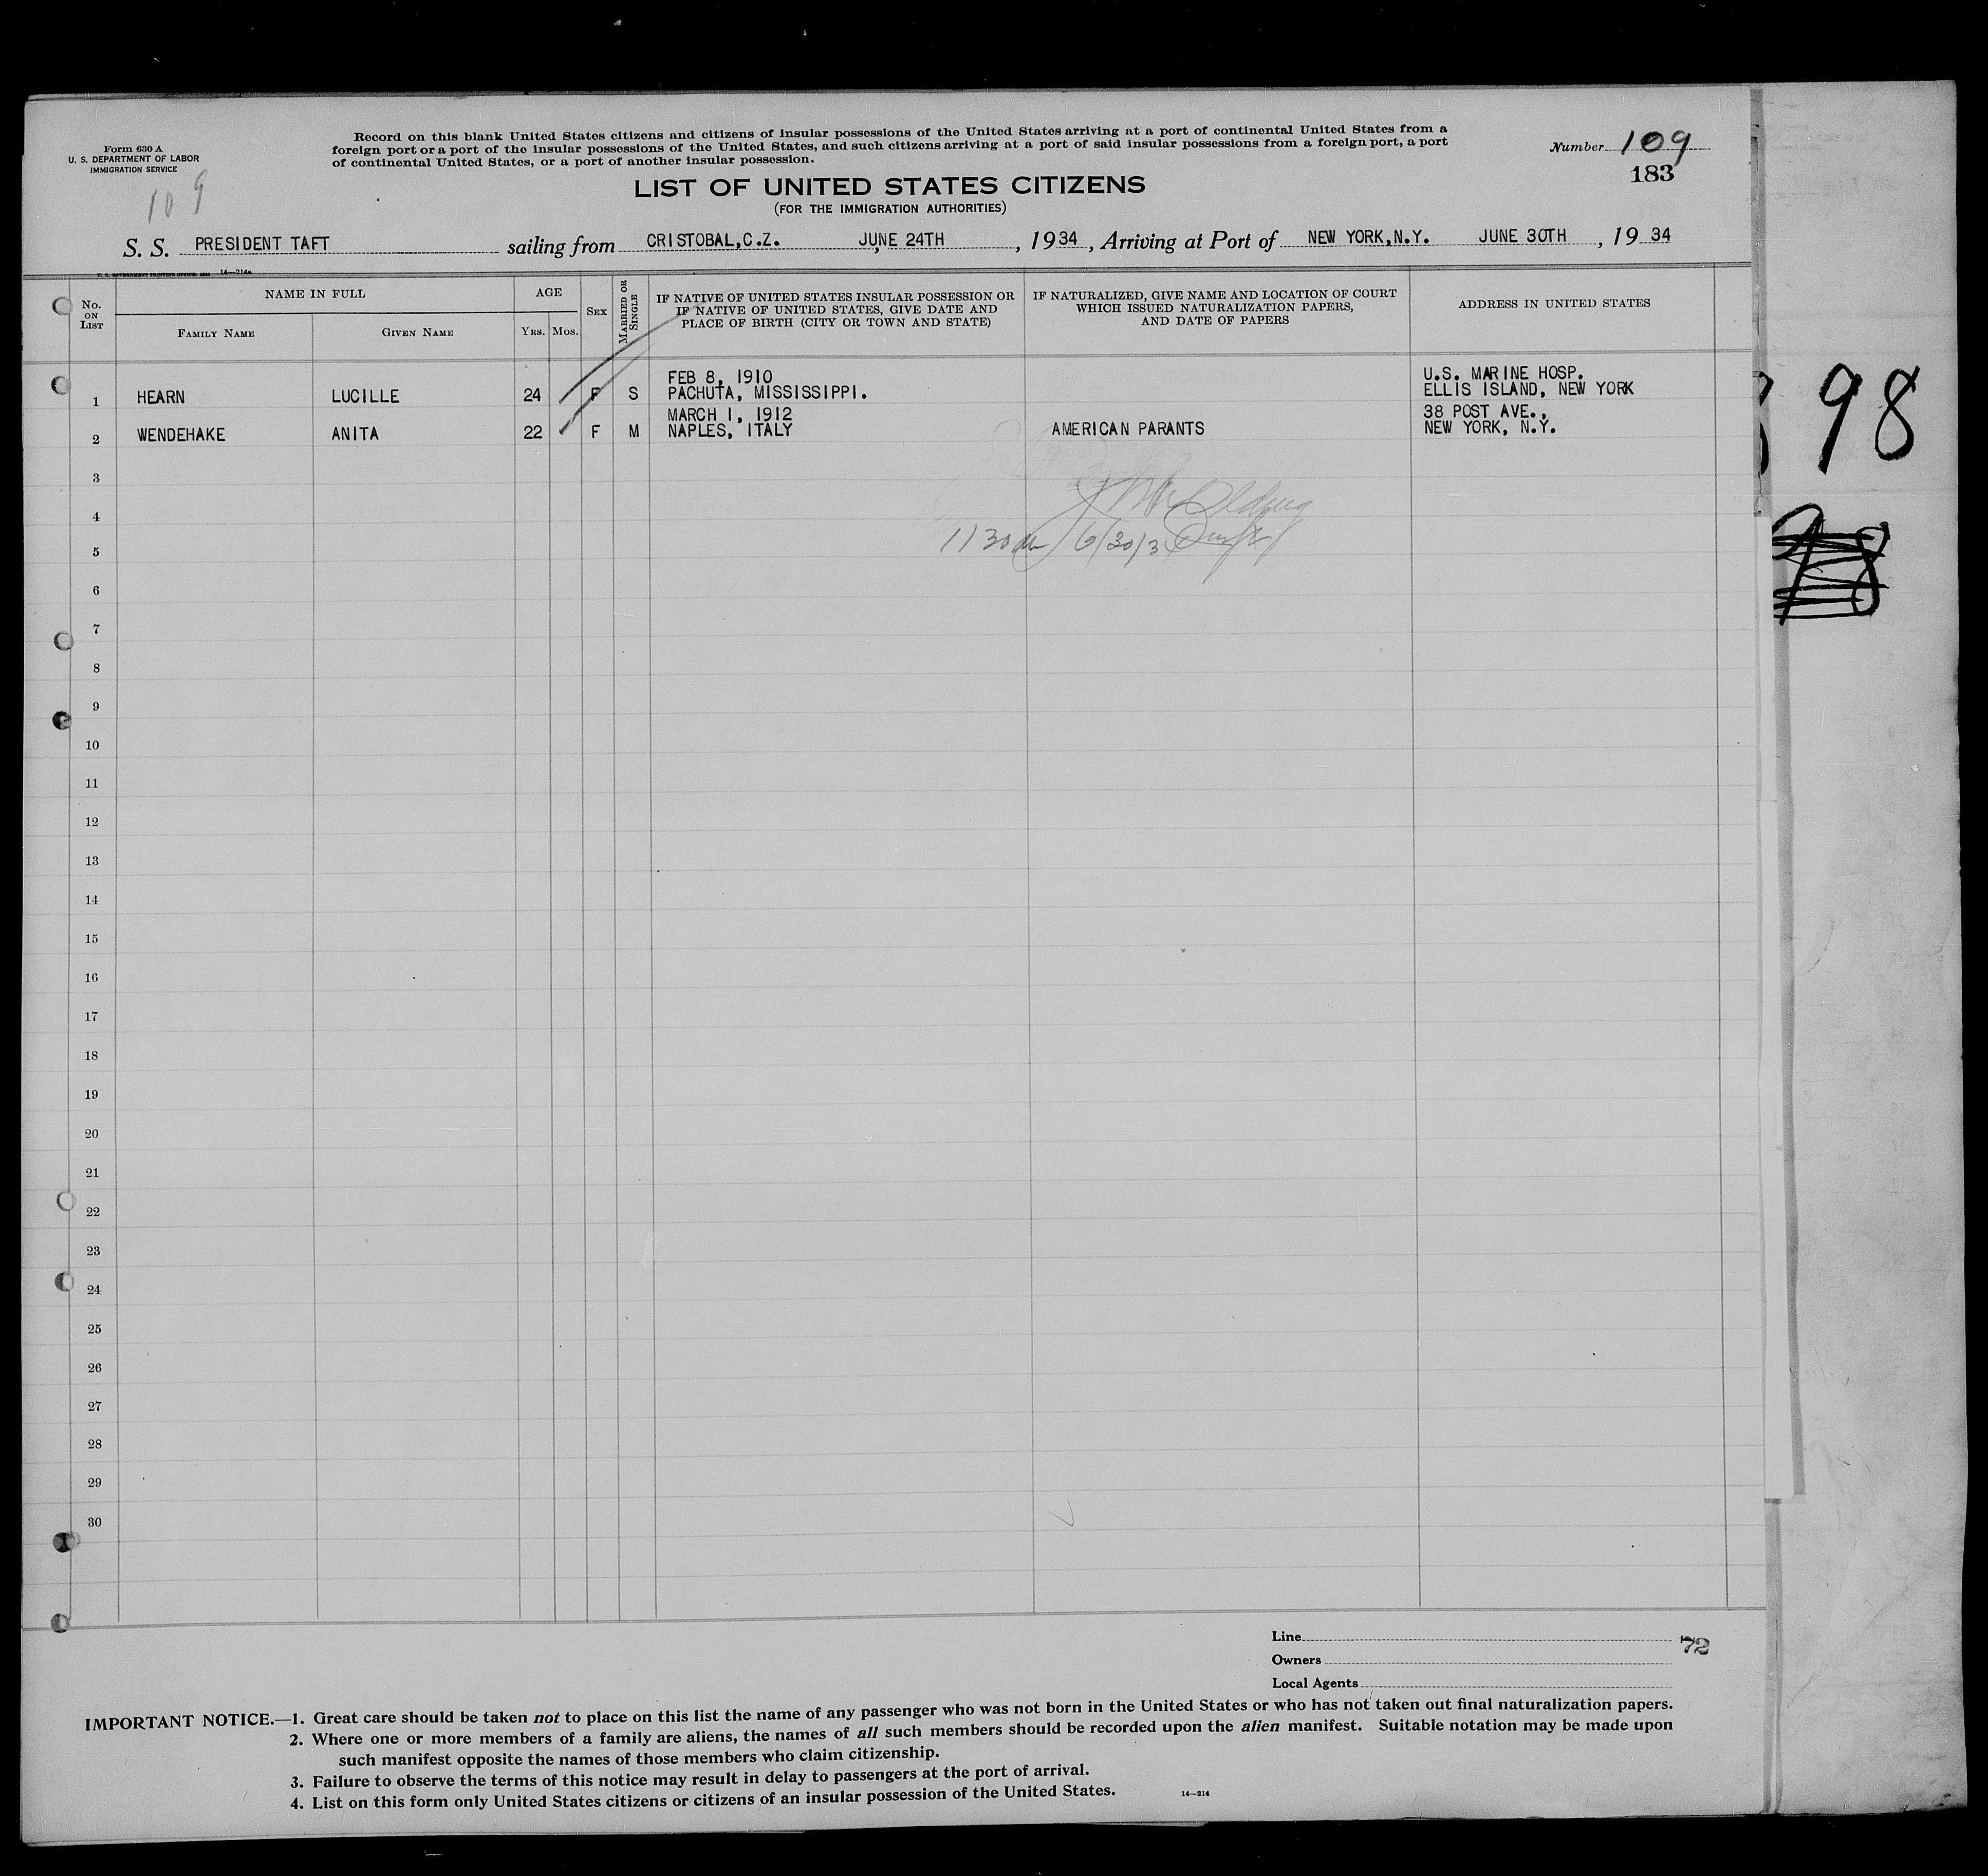 Form 630 A
U. S. DEPARTMENT OF LABOR
IMMIGRATION SERVICE
109
Record on this blank United States citizens and citizens of insular possessions of the United States arriving at a port of continental United States from a
foreign port or a port of the insular possessions of the United States, and such citizens arriving at a port of said insular possessions from a foreign port, a port
of continental United States, or a port of another insular possession.
Number 109
183
LIST OF UNITED STATES CITIZENS
(FOR THE IMMIGRATION AUTHORITIES)
S. S. PRESIDENT TAFT sailing from CRISTOBAL,C.Z. JUNE 24TH, 1934, Arriving at Port of NEW YORK,N.Y. JUNE 30TH, 1934
14—214a
No. ON LIST
NAME IN FULL
FAMILY NAME
GIVEN NAME
AGE
YRS. MOS.
SEX
MARRIED OR SINGLE
IF NATIVE OF UNITED STATES INSULAR POSSESSION OR
IF NATIVE OF UNITED STATES, GIVE DATE AND
PLACE OF BIRTH (CITY OR TOWN AND STATE)
IF NATURALIZED, GIVE NAME AND LOCATION OF COURT
WHICH ISSUED NATURALIZATION PAPERS,
AND DATE OF PAPERS
ADDRESS IN UNITED STATES
FEB 8, 1910 U.S. MARINE HOSP.
1 HEARN LUCILLE 24 F S PACHUTA, MISSISSIPPI. ELLIS ISLAND, NEW YORK
MARCH 1, 1912 38 POST AVE.,
2 WENDEHAKE ANITA 22 F M NAPLES, ITALY AMERICAN PARANTS NEW YORK, N.Y.
3
4
1130 am 6/30/34
5
6
7
8
9
10
11
12
13
14
15
16
17
18
19
20
21
22
23
24
25
26
27
28
29
30
98
Line
72
Owners
Local Agents
IMPORTANT NOTICE.—1. Great care should be taken not to place on this list the name of any passenger who was not born in the United States or who has not taken out final naturalization papers.
2. Where one or more members of a family are aliens, the names of all such members should be recorded upon the alien manifest. Suitable notation may be made upon
such manifest opposite the names of those members who claim citizenship.
3. Failure to observe the terms of this notice may result in delay to passengers at the port of arrival.
4. List on this form only United States citizens or citizens of an insular possession of the United States.
14—214